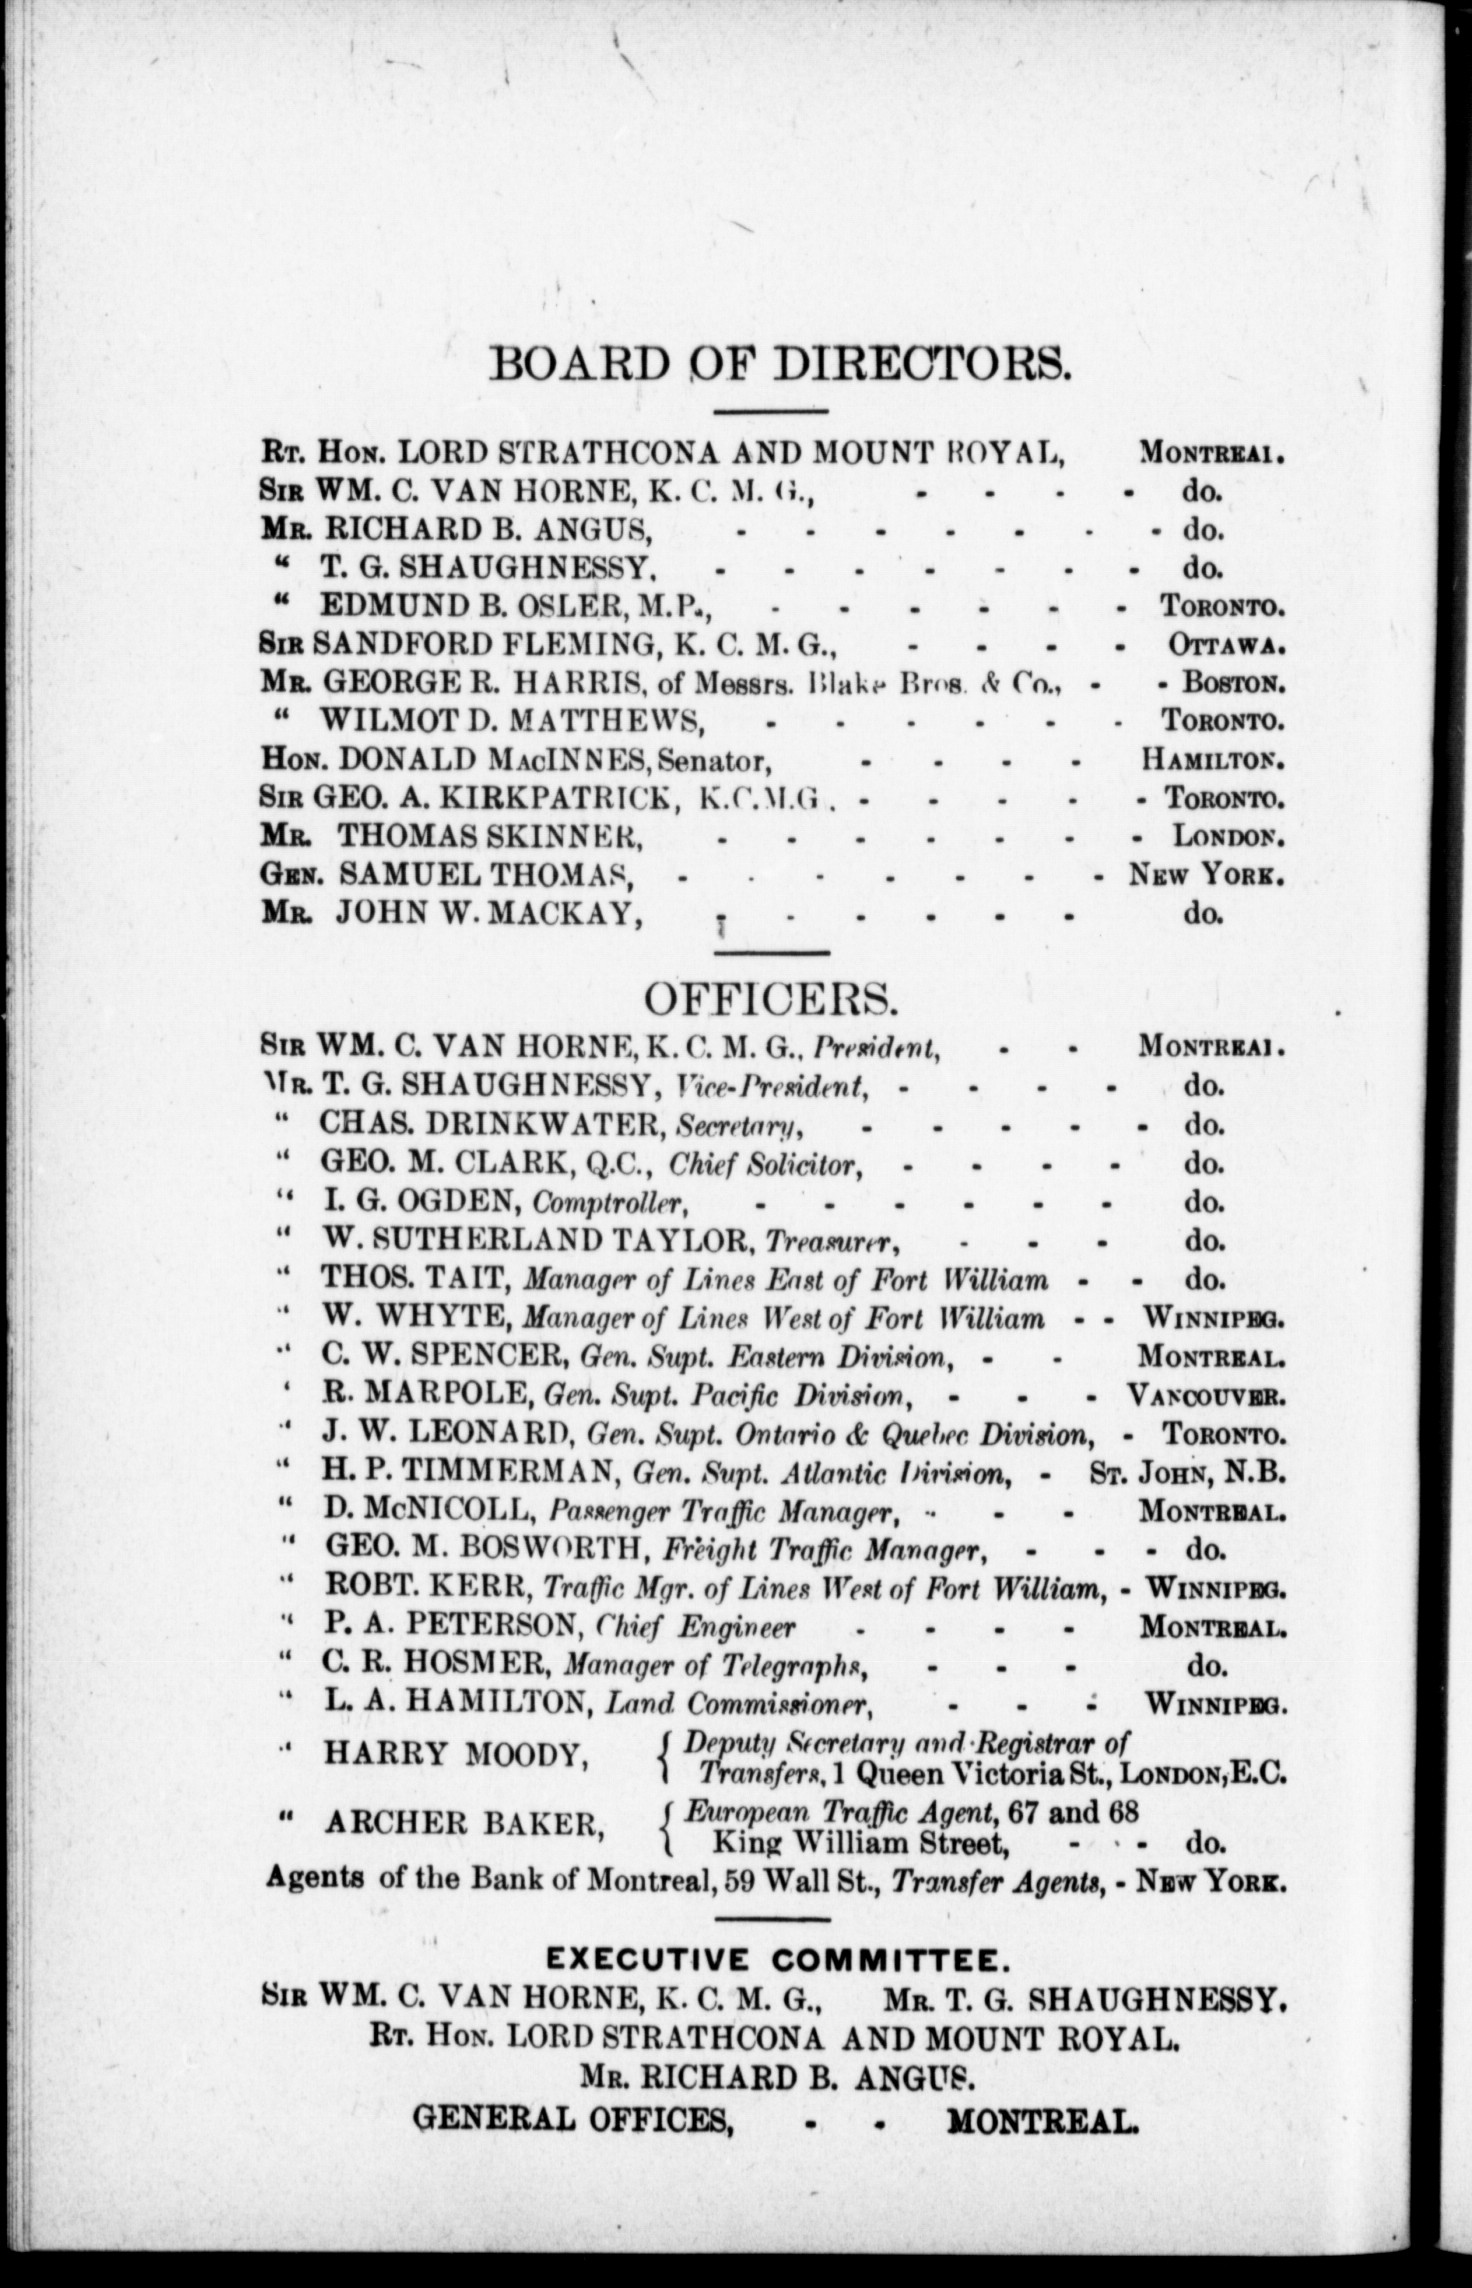 BOARD OF DIRECTORS.
RT. HON. LORD STRATHCONA AND MOUNT ROYAL, MONTREAL.
SIR WM. C. VAN HORNE, K. C. M. G., - - - - do.
MR. RICHARD B. ANGUS, - - - - - - - do.
“ T. G. SHAUGHNESSY. - - - - - - - do.
“ EDMUND B. OSLER, M.P., - - - - - - TORONTO.
SIR SANDFORD FLEMING, K. C. M. G., - - - - OTTAWA.
MR. GEORGE R. HARRIS, of Messrs. Blake Bros. & Co., - - BOSTON.
“ WILMOT D. MATTHEWS, - - - - - - TORONTO.
HON. DONALD MACINNES, Senator, - - - - HAMILTON.
SIR GEO. A. KIRKPATRICK, K.C.M.G. - - - - - TORONTO.
MR. THOMAS SKINNER, - - - - - - - LONDON.
GEN. SAMUEL THOMAS, - - - - - - - NEW YORK.
MR. JOHN W. MACKAY, - - - - - - do.
OFFICERS.
SIR WM. C. VAN HORNE, K. C. M. G., President, - - MONTREAL.
MR. T. G. SHAUGHNESSY, Vice-President, - - - - do.
“ CHAS. DRINKWATER, Secretary, - - - - - do.
“ GEO. M. CLARK, Q.C., Chief Solicitor, - - - - do.
“ I. G. OGDEN, Comptroller, - - - - - - do.
“ W. SUTHERLAND TAYLOR, Treasurer, - - - do.
“ THOS. TAIT, Manager of Lines East of Fort William - - do.
“ W. WHYTE, Manager of Lines West of Fort William - - WINNIPEG.
“ C. W. SPENCER, Gen. Supt. Eastern Division, - - MONTREAL.
“ R. MARPOLE, Gen. Supt. Pacific Division, - - - VANCOUVER.
“ J. W. LEONARD, Gen. Supt. Ontario & Quebec Division, - TORONTO.
“ H. P. TIMMERMAN, Gen. Supt. Atlantic Division, - ST. JOHN, N.B.
“ D. McNICOLL, Passenger Traffic Manager, - - - MONTREAL.
“ GEO. M. BOSWORTH, Freight Traffic Manager, - - - do.
“ ROBT. KERR, Traffic Mgr. of Lines West of Fort William, - WINNIPEG.
“ P. A. PETERSON, Chief Engineer - - - - MONTREAL.
“ C. R. HOSMER, Manager of Telegraphs, - - - do.
“ L. A. HAMILTON, Land Commissioner, - - - WINNIPEG.
“ HARRY MOODY, { Deputy Secretary and Registrar of
Transfers, 1 Queen Victoria St., LONDON, E.C.
“ ARCHER BAKER, { European Traffic Agent, 67 and 68
King William Street, - - do.
Agents of the Bank of Montreal, 59 Wall St., Transfer Agents, - NEW YORK.
EXECUTIVE COMMITTEE.
SIR WM. C. VAN HORNE, K. C. M. G., MR. T. G. SHAUGHNESSY.
RT. HON. LORD STRATHCONA AND MOUNT ROYAL.
MR. RICHARD B. ANGUS.
GENERAL OFFICES, - - MONTREAL.